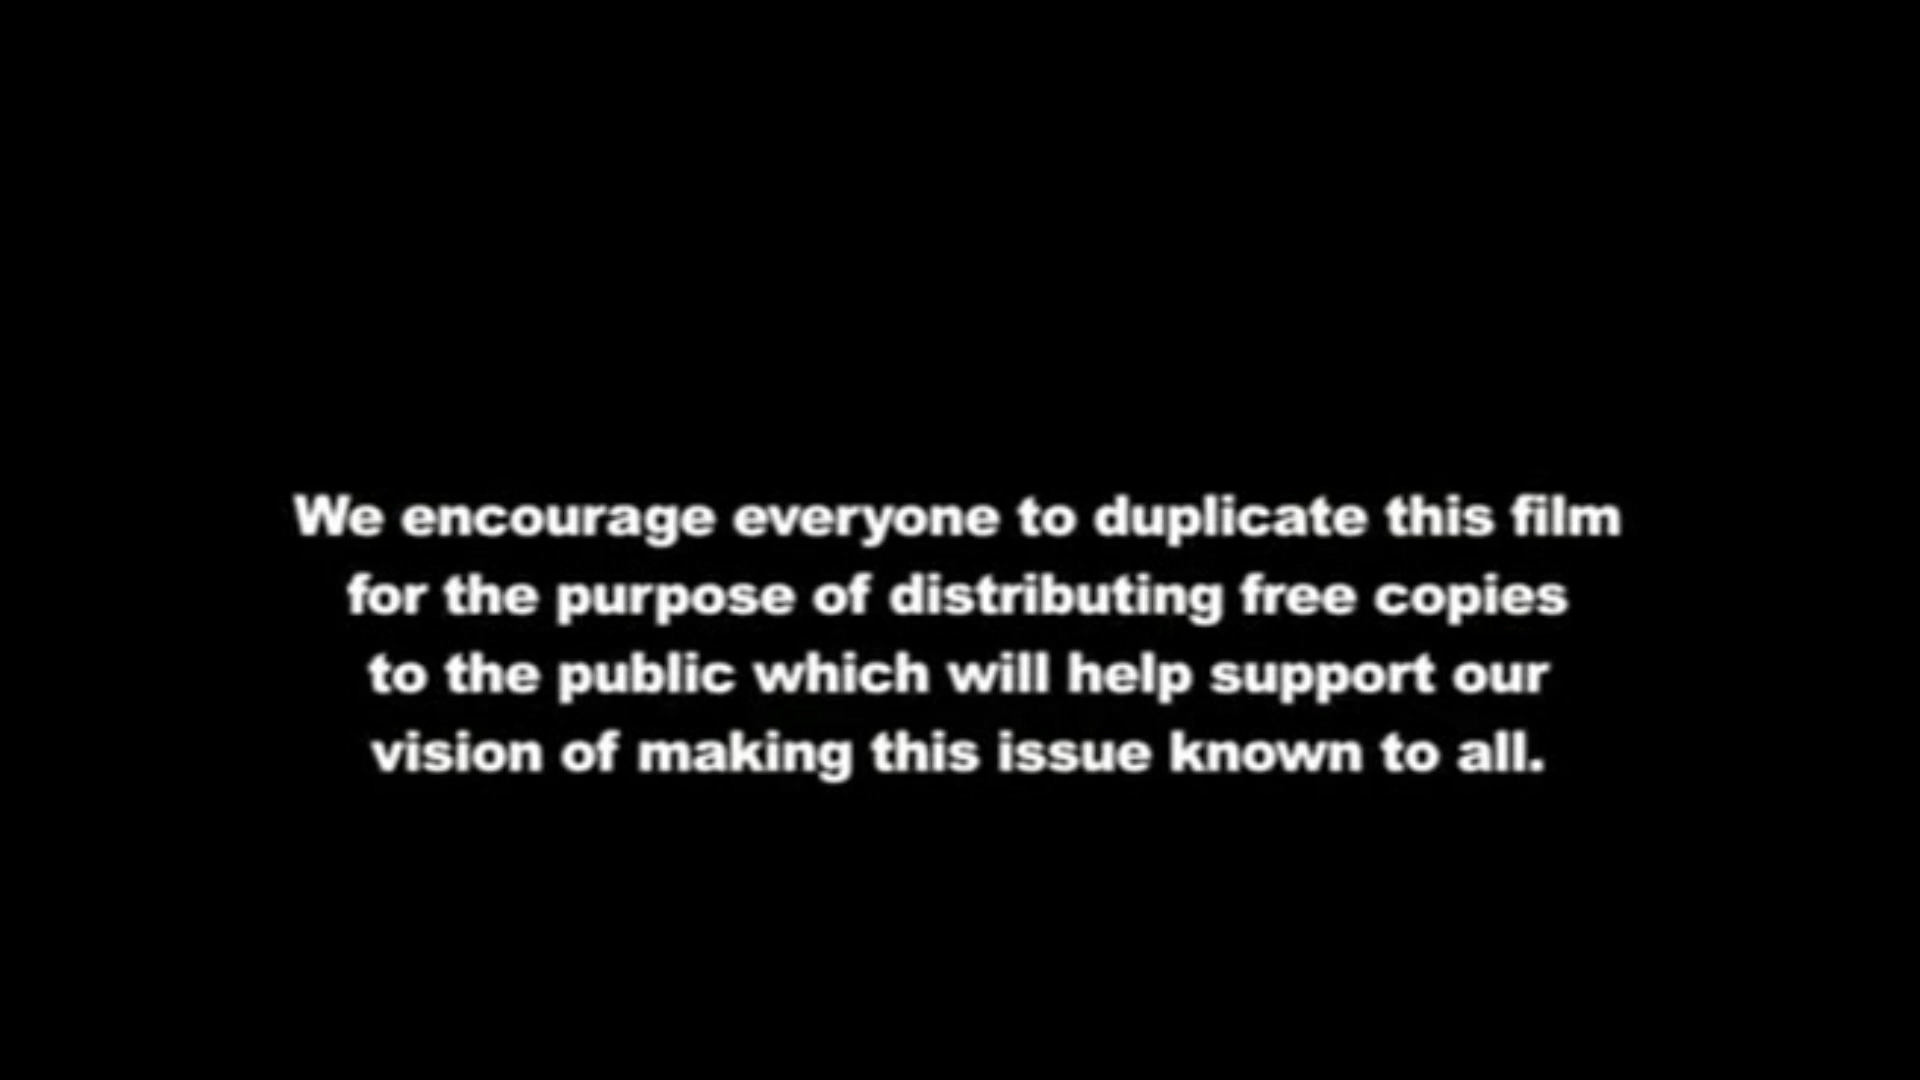 We encourage everyone to duplicate this film
for the purpose of distributing free copies
to the public which will help support our
vision of making this issue known to all.